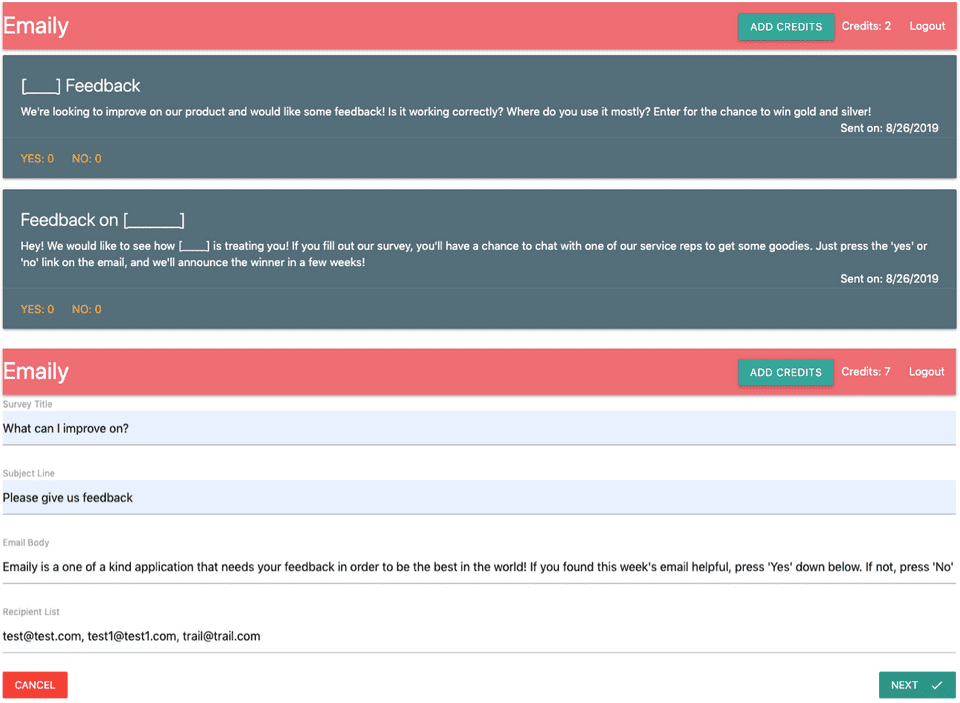 Emaily
ADD CREDITS Credits: 2 Logout
[____] Feedback
We're looking to improve on our product and would like some feedback! Is it working correctly? Where do you use it mostly? Enter for the chance to win gold and silver!
Sent on: 8/26/2019
YES: 0 NO: 0
Feedback on [______]
Hey! We would like to see how [____] is treating you! If you fill out our survey, you'll have a chance to chat with one of our service reps to get some goodies. Just press the 'yes' or
'no' link on the email, and we'll announce the winner in a few weeks!
Sent on: 8/26/2019
YES: 0 NO: 0
Emaily
ADD CREDITS Credits: 7 Logout
Survey Title
What can I improve on?
Subject Line
Please give us feedback
Email Body
Emaily is a one of a kind application that needs your feedback in order to be the best in the world! If you found this week's email helpful, press 'Yes' down below. If not, press 'No'
Recipient List
test@test.com, test1@test1.com, trail@trail.com
CANCEL NEXT